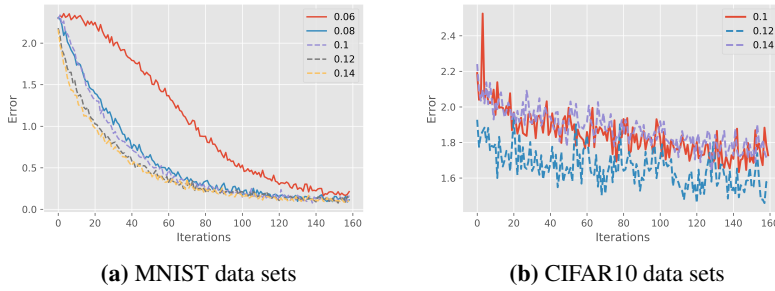 0.06
0.08
0.1
0.12
0.14
2.0
1.5
1.0
0.5
0.0
Error
0 20 40 60 80 100 120 140 160
Iterations
(a) MNIST data sets
0.1
0.12
0.14
2.4
2.2
2.0
1.8
1.6
Error
0 20 40 60 80 100 120 140 160
Iterations
(b) CIFAR10 data sets